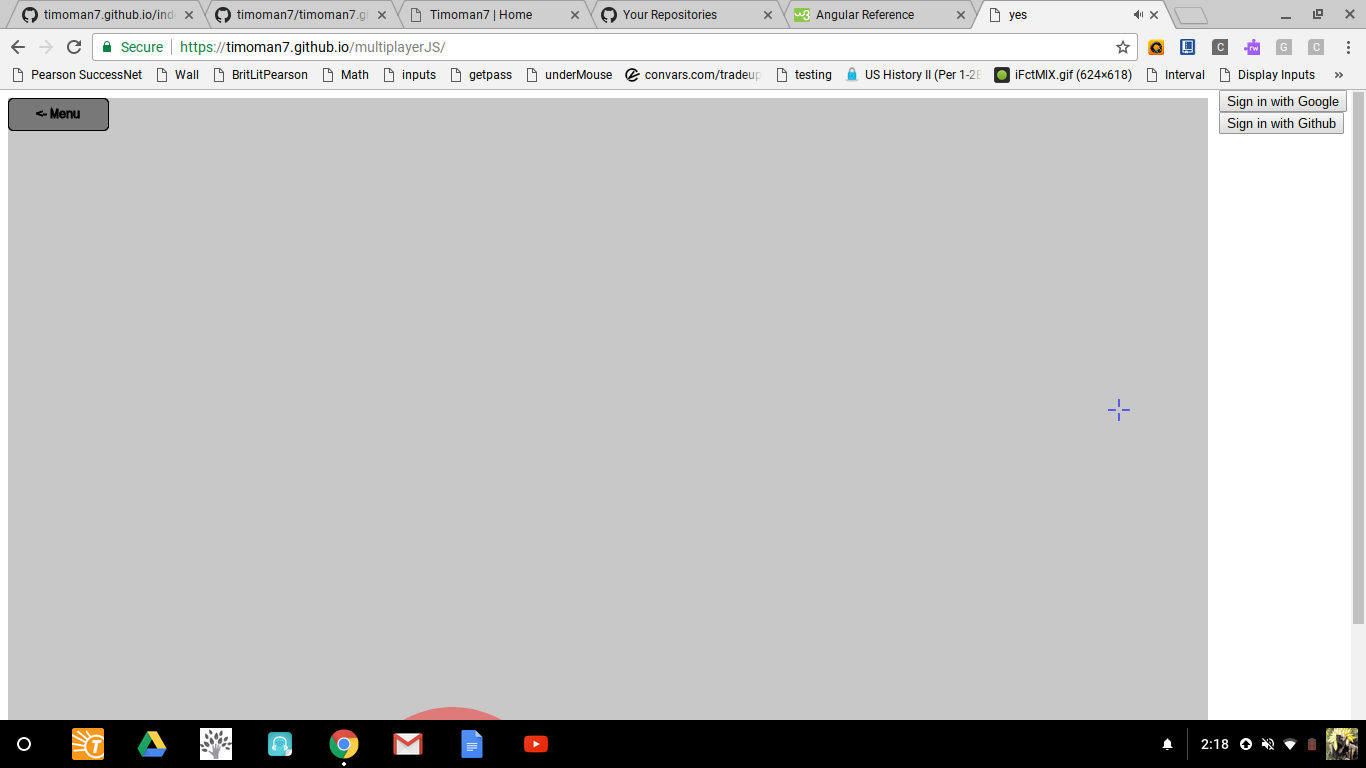 timoman7.github.io/ind
timoman7/timoman7.gi
Timoman7 | Home
Your Repositories
Angular Reference
yes
Secure
https://timoman7.github.io/multiplayerJS/
Pearson SuccessNet
Wall
BritLitPearson
Math
inputs
getpass
underMouse
convars.com/tradeup
testing
US History II (Per 1-2E
iFctMIX.gif (624×618)
Interval
Display Inputs
»
<- Menu
Sign in with Google
Sign in with Github
2:18